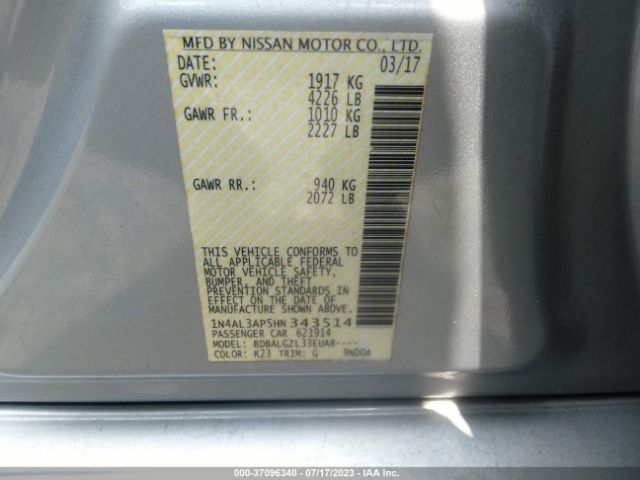 MFD BY NISSAN MOTOR CO., LTD.
DATE: 03/17
GVWR: 1917 KG
4226 LB
GAWR FR.: 1010 KG
2227 LB
GAWR RR.: 940 KG
2072 LB
THIS VEHICLE CONFORMS TO
ALL APPLICABLE FEDERAL
MOTOR VEHICLE SAFETY,
BUMPER, AND THEFT
PREVENTION STANDARDS IN
EFFECT ON THE DATE OF
MANUFACTURE SHOWN ABOVE.
1N4AL3AP5HN343514
PASSENGER CAR 621914
MODEL: BDBALGZL33EUA8----
COLOR: K23 TRIM: G 9N00A
000-37096340 / 07/17/2023 - IAA Inc.